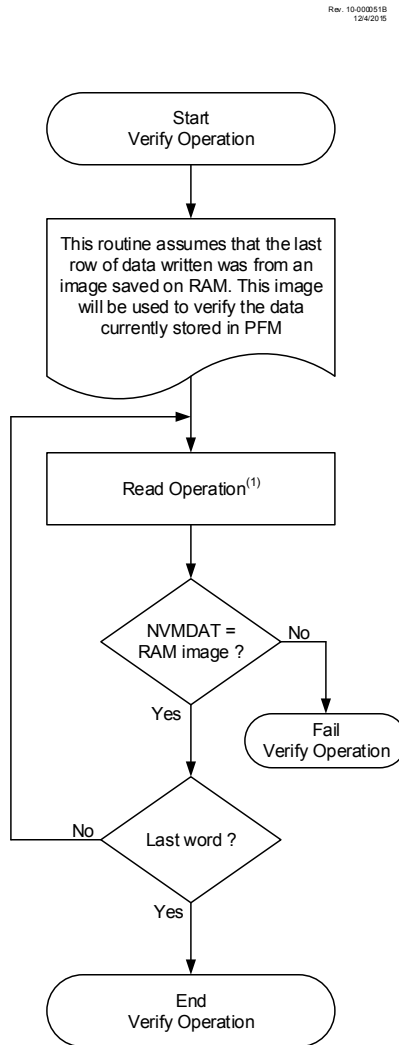 Rev. 10-000051B
12/4/2015
Start
Verify Operation
This routine assumes that the last
row of data written was from an
image saved on RAM. This image
will be used to verify the data
currently stored in PFM
Read Operation(1)
NVMDAT =
RAM image ?
No
Yes
Fail
Verify Operation
Last word ?
No
Yes
End
Verify Operation